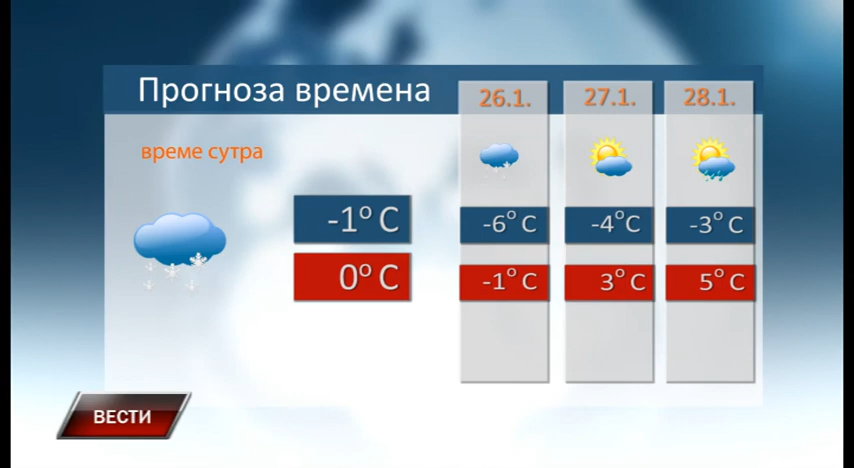 Прогноза времена
26.1. 27.1. 28.1.
време сутра
-1° C
0° C
-6° C -4°C -3° C
-1° C 3° C 5° C
ВЕСТИ